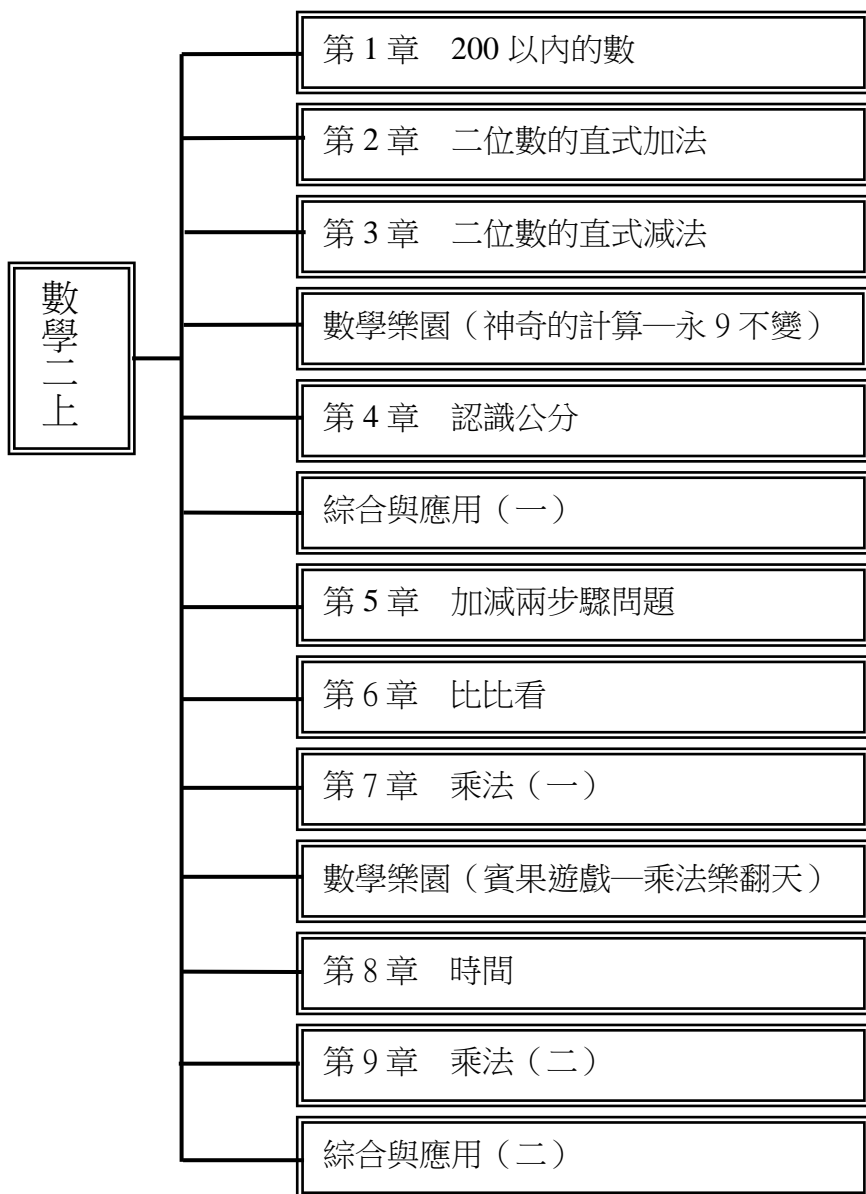 第 1 章　200 以內的數
第 2 章　二位數的直式加法
第 3 章　二位數的直式減法
數學樂園（神奇的計算—永 9 不變）
數學二上
第 4 章　認識公分
綜合與應用（一）
第 5 章　加減兩步驟問題
第 6 章　比比看
第 7 章　乘法（一）
數學樂園（賓果遊戲—乘法樂翻天）
第 8 章　時間
第 9 章　乘法（二）
綜合與應用（二）